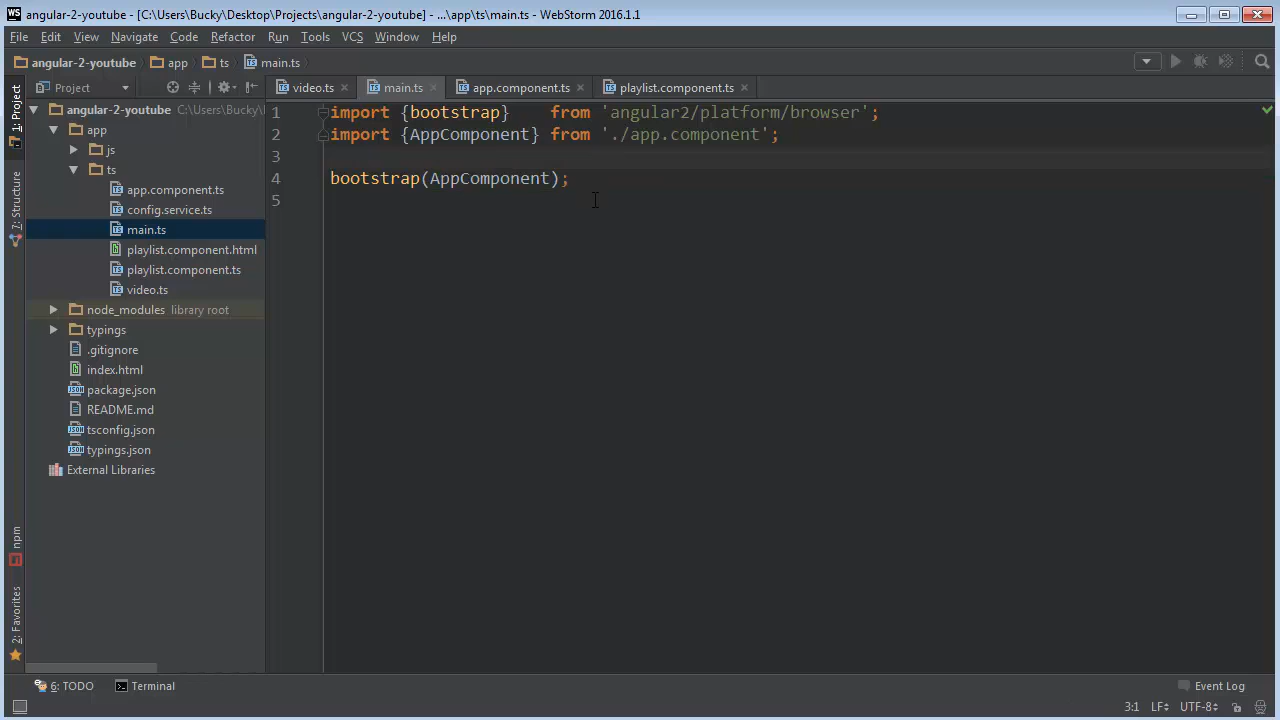 WS angular-2-youtube - [C:\Users\Bucky\Desktop\Projects\angular-2-youtube] - ...\app\ts\main.ts - WebStorm 2016.1.1
File Edit View Navigate Code Refactor Run Tools VCS Window Help
angular-2-youtube app ts main.ts
Project
video.ts main.ts app.component.ts playlist.component.ts
1: Project
7: Structure
npm
2: Favorites
angular-2-youtube C:\Users\Bucky\
app
js
ts
app.component.ts
config.service.ts
main.ts
playlist.component.html
playlist.component.ts
video.ts
node_modules library root
typings
.gitignore
index.html
package.json
README.md
tsconfig.json
typings.json
External Libraries
1 import {bootstrap} from 'angular2/platform/browser';
2 import {AppComponent} from './app.component';
3
4 bootstrap(AppComponent);
5
6: TODO Terminal Event Log
3:1 LF÷ UTF-8÷